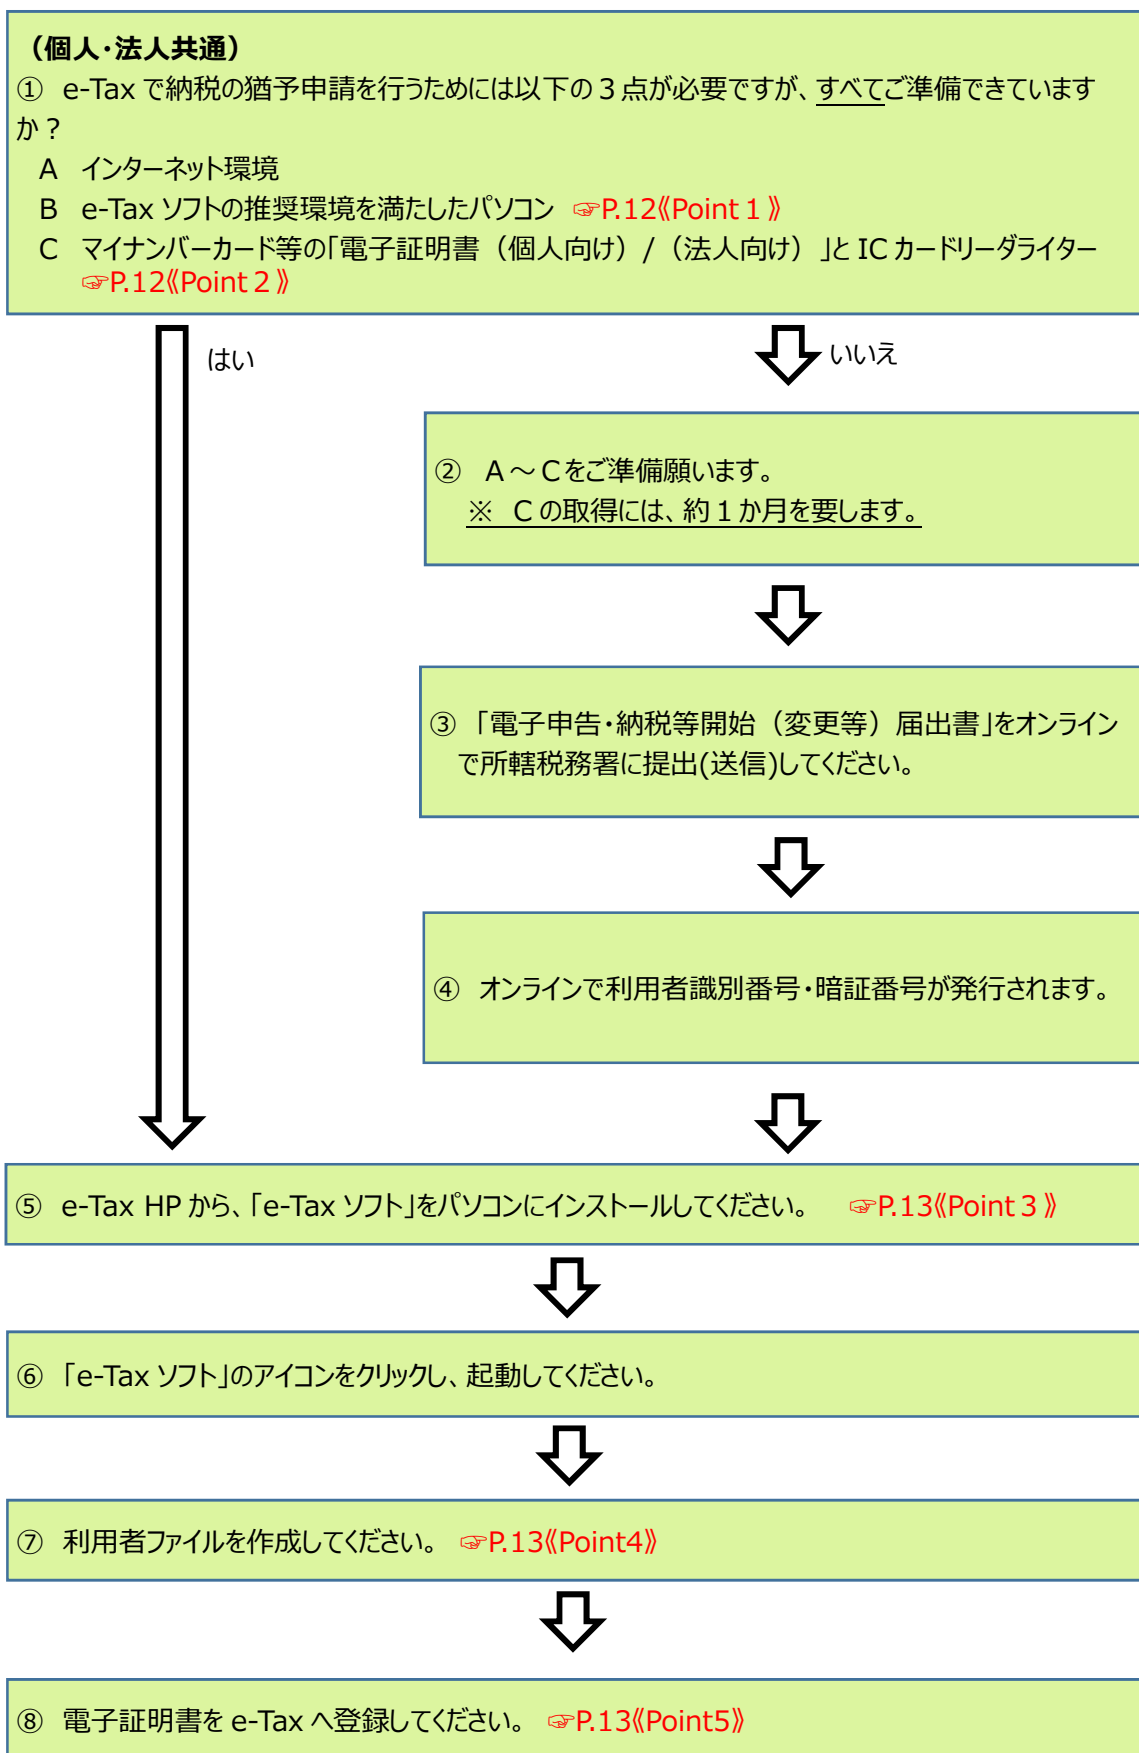 （個人・法人共通）
① e-Tax で納税の猶予申請を行うためには以下の３点が必要ですが、すべてご準備できています
か？
A インターネット環境
B e-Tax ソフトの推奨環境を満たしたパソコン ☞P.12《Point１》
C マイナンバーカード等の「電子証明書（個人向け）/（法人向け）」と IC カードリーダライター
☞P.12《Point２》
はい
いいえ
② A～Cをご準備願います。
※ Cの取得には、約１か月を要します。
③ 「電子申告・納税等開始（変更等）届出書」をオンライン
で所轄税務署に提出(送信)してください。
④ オンラインで利用者識別番号・暗証番号が発行されます。
⑤ e-Tax HP から、「e-Tax ソフト」をパソコンにインストールしてください。 ☞P.13《Point３》
⑥ 「e-Tax ソフト」のアイコンをクリックし、起動してください。
⑦ 利用者ファイルを作成してください。 ☞P.13《Point4》
⑧ 電子証明書を e-Tax へ登録してください。 ☞P.13《Point5》